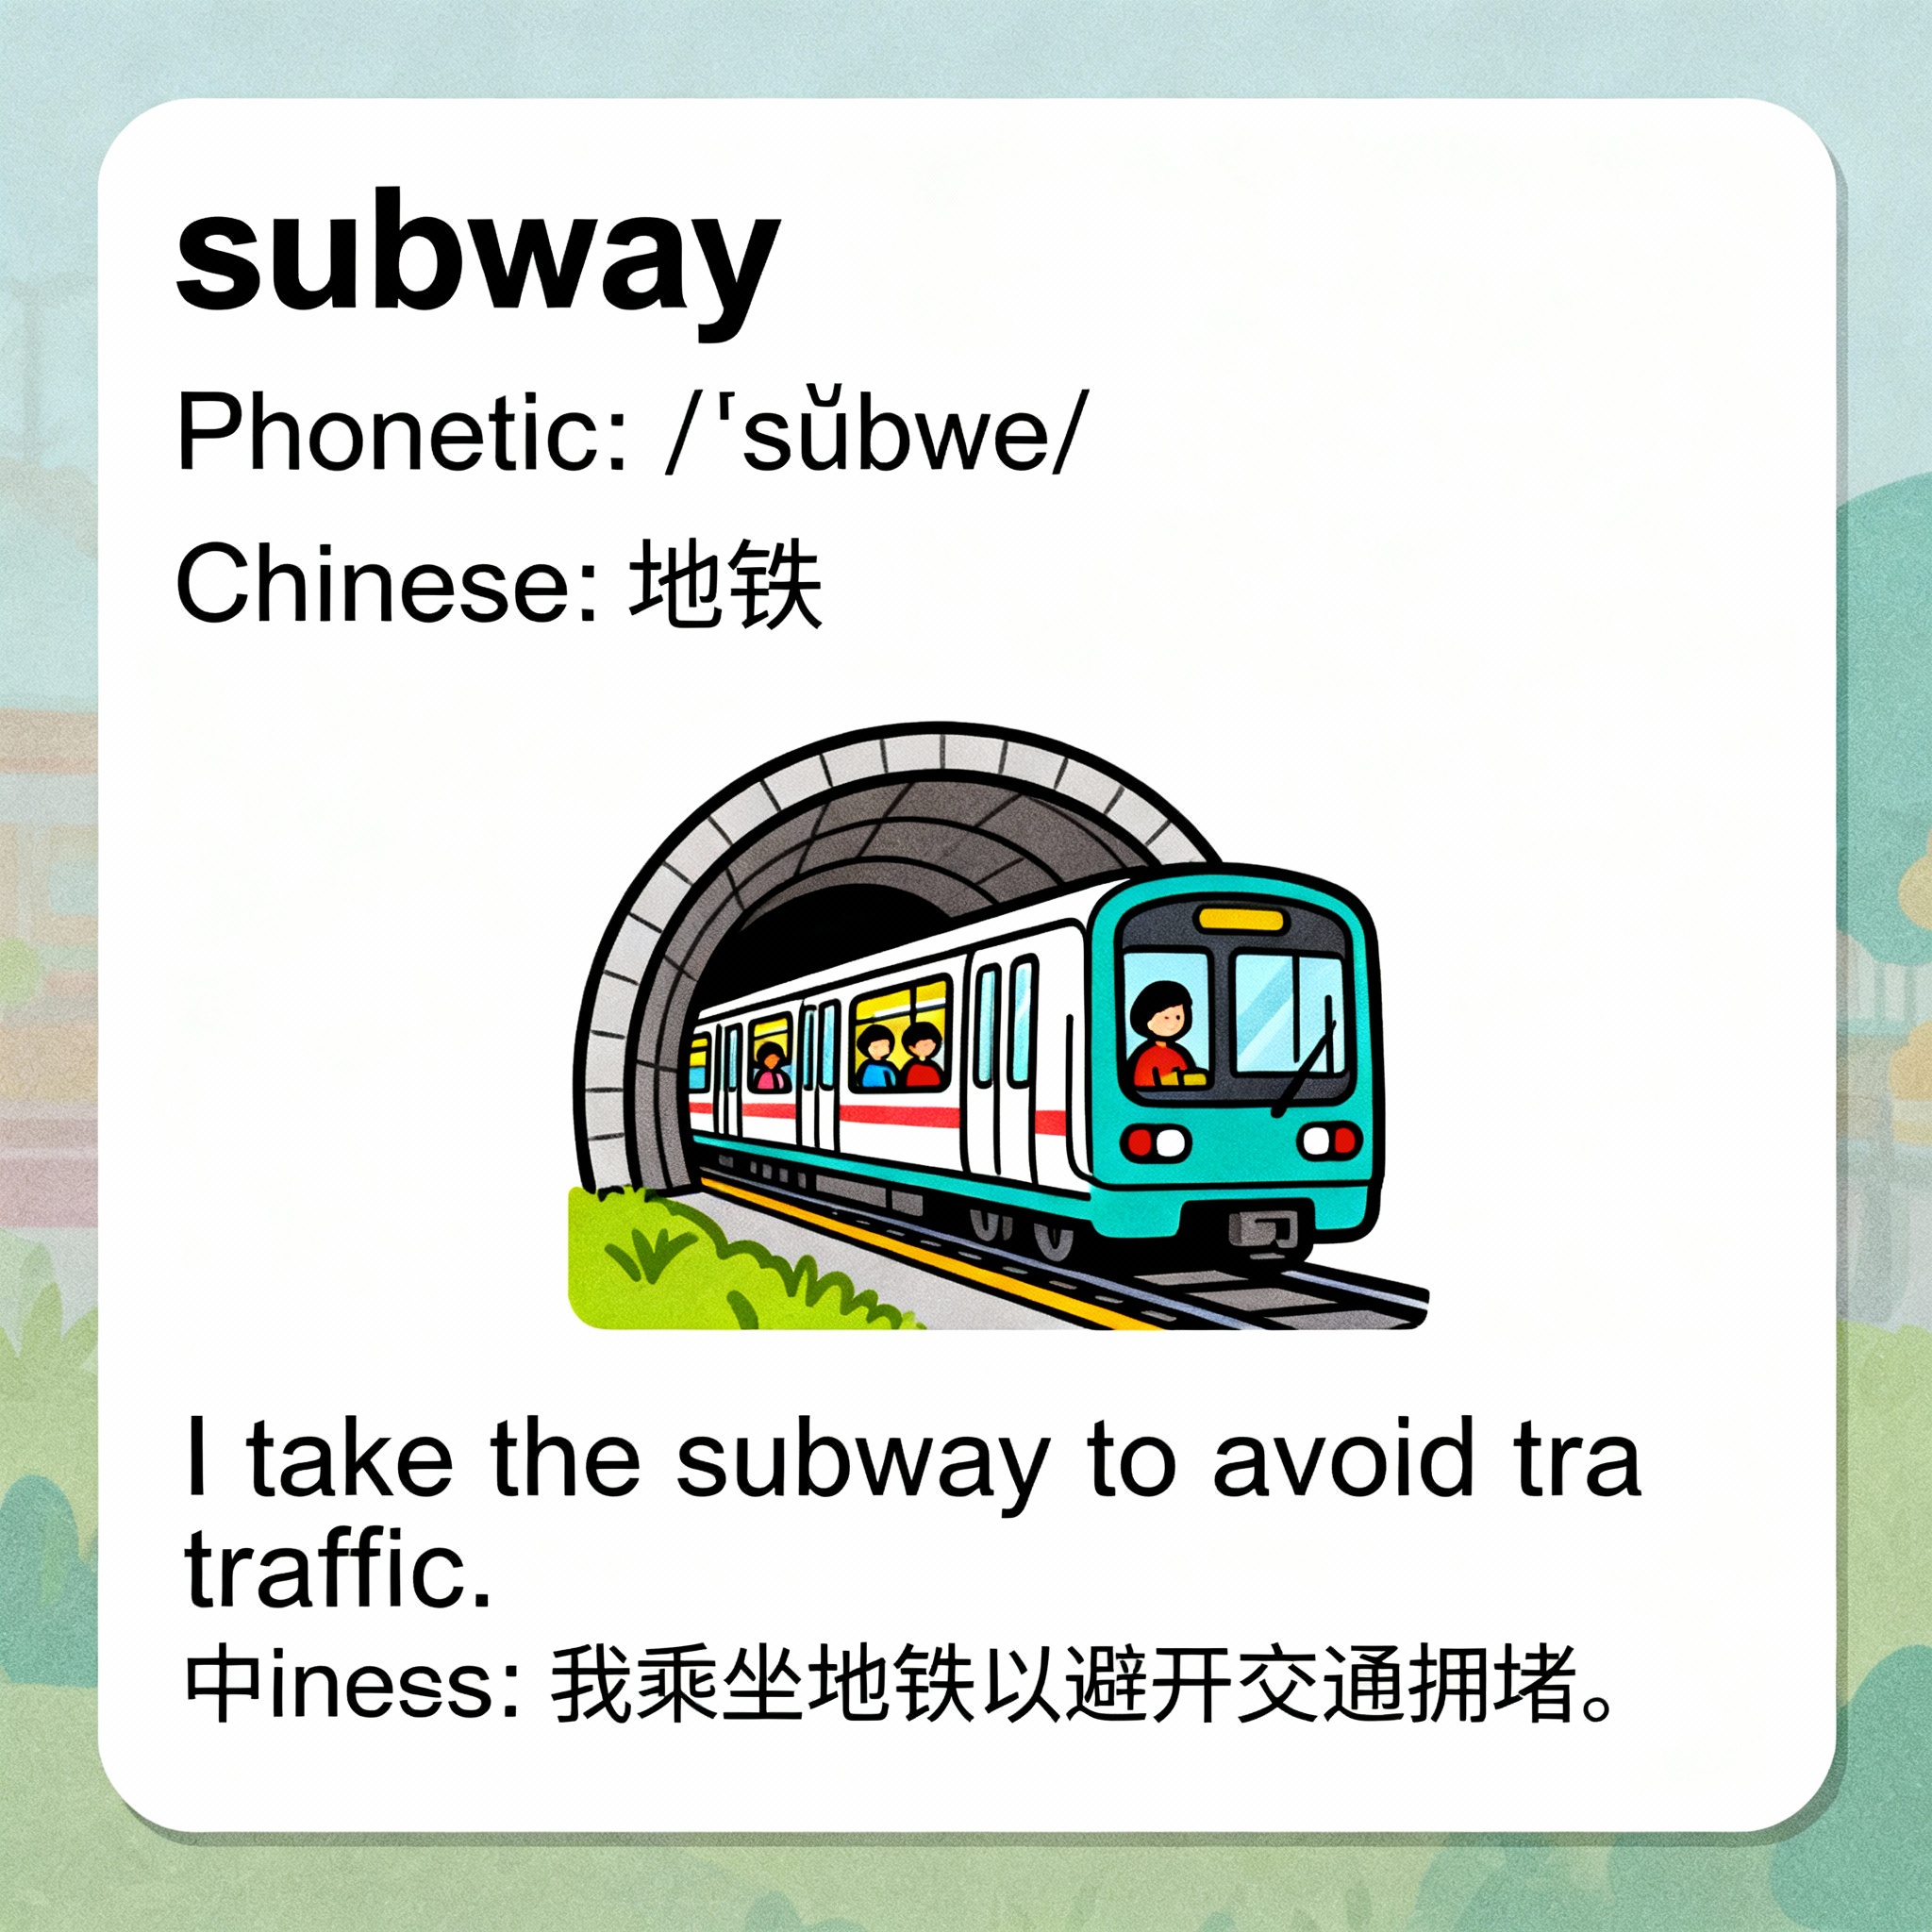 subway
Phonetic: /ˈsŭbwe/
Chinese: 地铁
I take the subway to avoid tra
traffic.
中iness: 我乘坐地铁以避开交通拥堵。